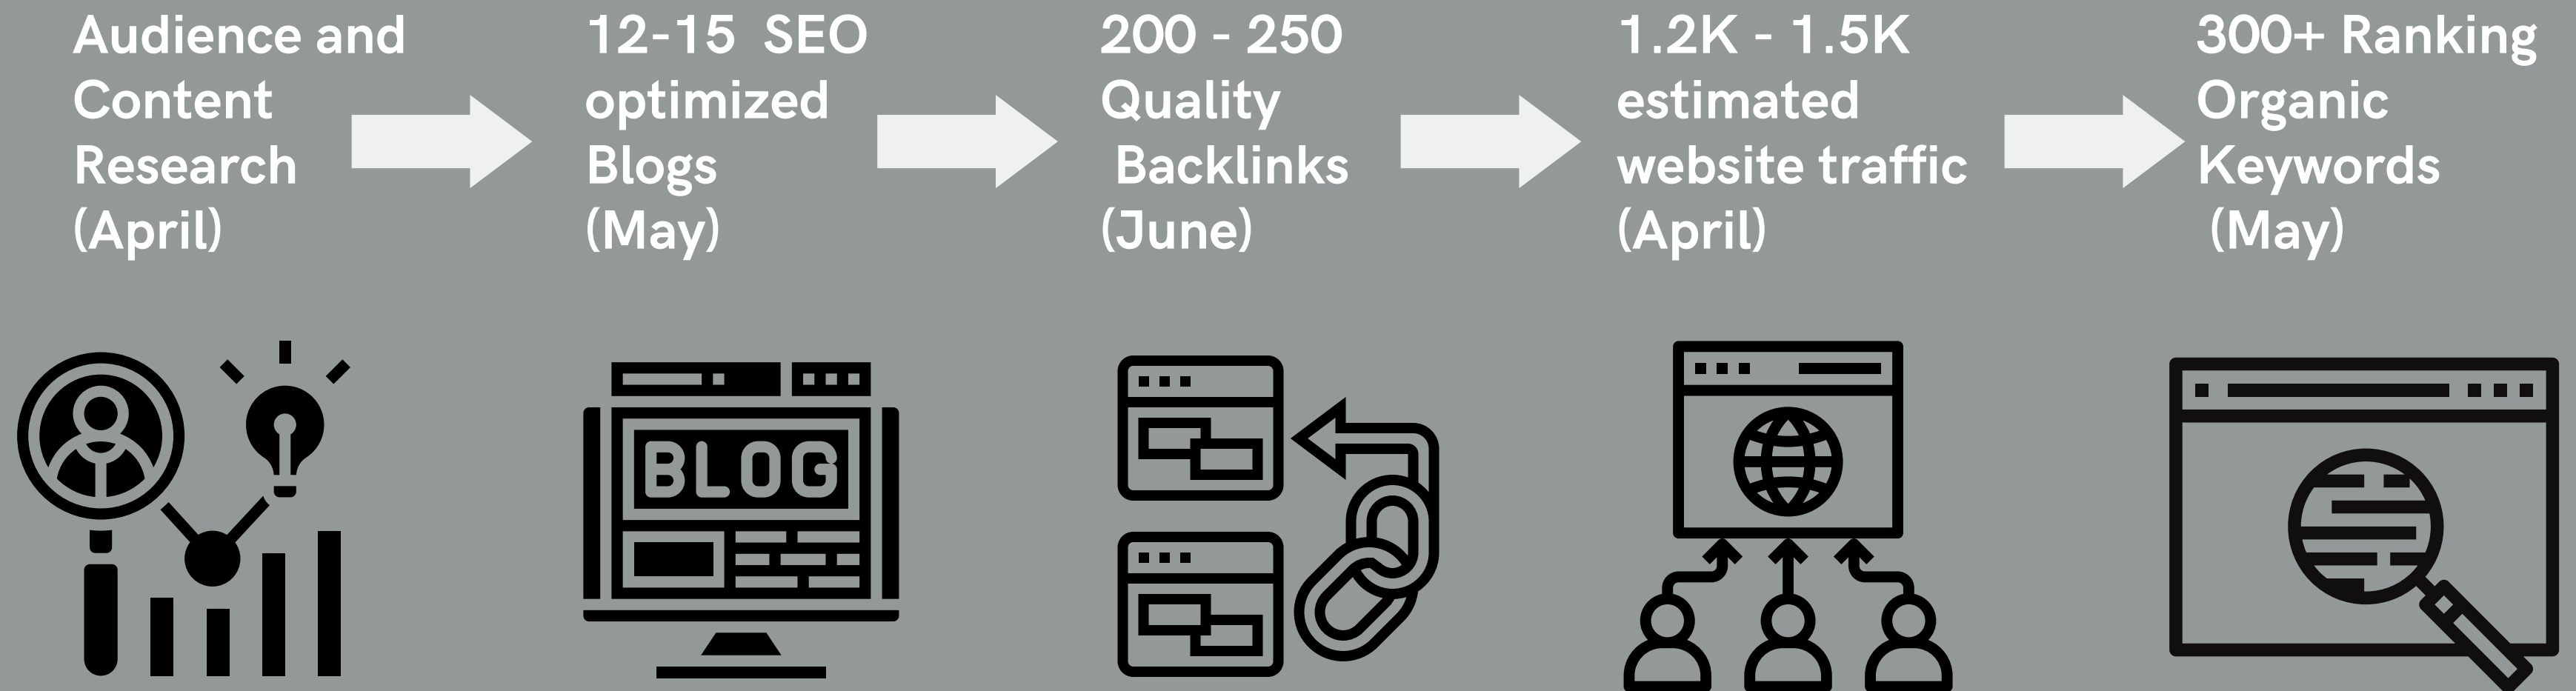 Audience and
Content
Research
(April)
12-15 SEO
optimized
Blogs
(May)
200 - 250
Quality
Backlinks
(June)
1.2K - 1.5K
estimated
website traffic
(April)
300+ Ranking
Organic
Keywords
(May)
BLOG